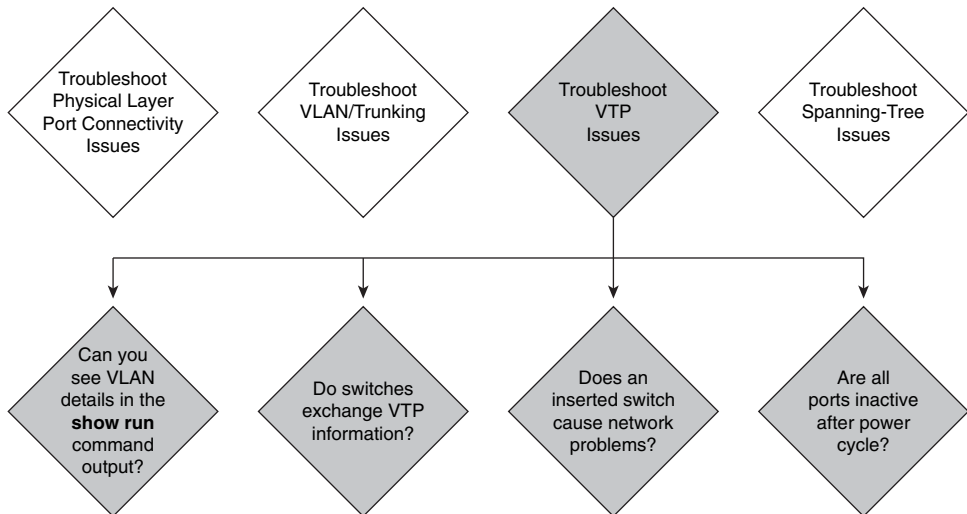 Troubleshoot
Physical Layer
Port Connectivity
Issues
Troubleshoot
VLAN/Trunking
Issues
Troubleshoot
VTP
Issues
Troubleshoot
Spanning-Tree
Issues
Can you
see VLAN
details in the
show run
command
output?
Do switches
exchange VTP
information?
Does an
inserted switch
cause network
problems?
Are all
ports inactive
after power
cycle?